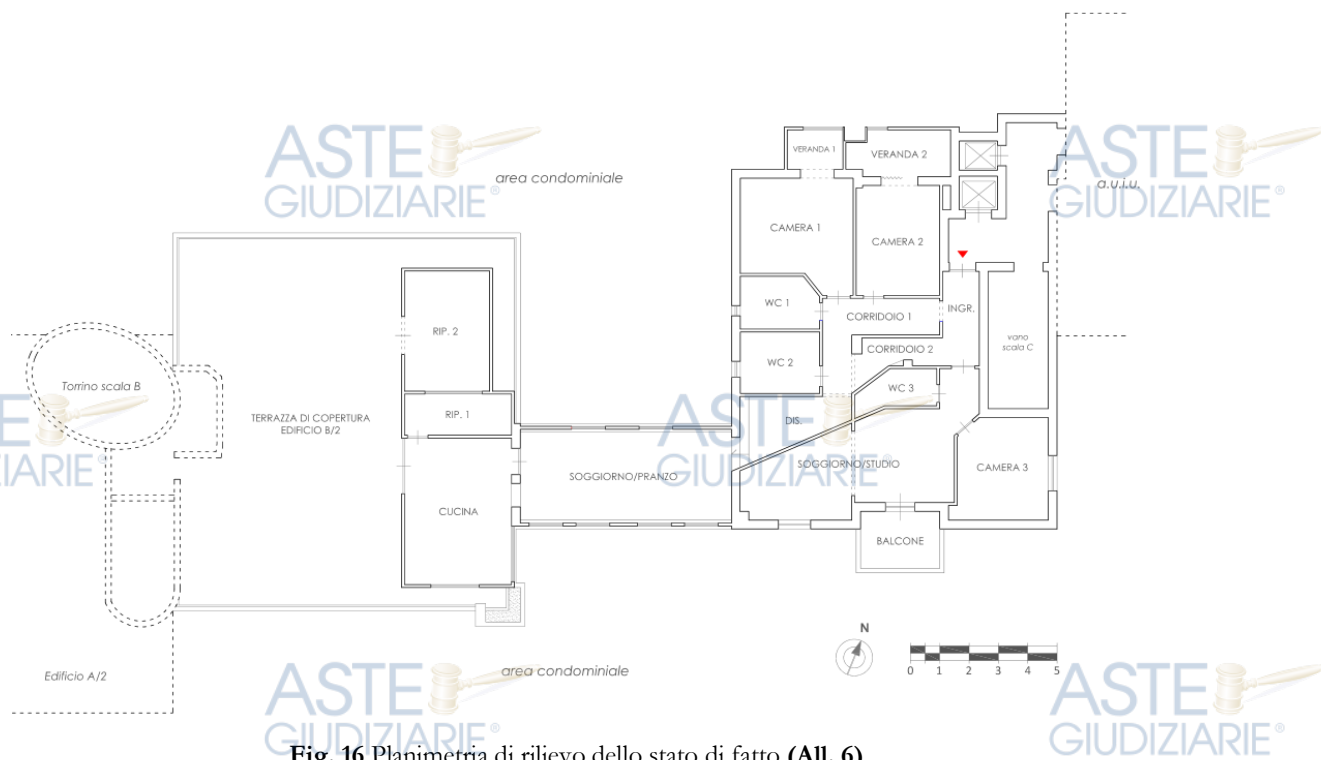 ASTE
GIUDIZIARIE®
area condominiale
ASTE
GIUDIZIARIE®
a.u.i.u.
VERANDA 1
VERANDA 2
CAMERA 1
CAMERA 2
WC 1
INGR.
CORRIDOIO 1
vano
scala C
RIP. 2
CORRIDOIO 2
WC 2
Torrino scala B
WC 3
TERRAZZA DI COPERTURA
EDIFICIO B/2
RIP. 1
DIS.
E
ZIARIE®
ASTE
GIUDIZIARIE®
SOGGIORNO/STUDIO
CAMERA 3
SOGGIORNO/PRANZO
CUCINA
BALCONE
N
0 1 2 3 4 5
Edificio A/2
area condominiale
ASTE
GIUDIZIARIE®
ASTE
GIUDIZIARIE®
Fig. 16 Planimetria di rilievo dello stato di fatto (All. 6)